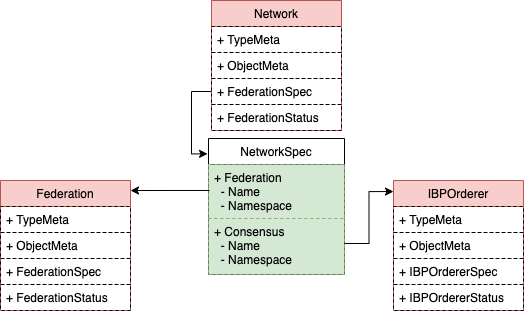 Network
+ TypeMeta
+ ObjectMeta
+ FederationSpec
+ FederationStatus
NetworkSpec
+ Federation
- Name
- Namespace
+ Consensus
- Name
- Namespace
Federation
+ TypeMeta
+ ObjectMeta
+ FederationSpec
+ FederationStatus
IBPOrderer
+ TypeMeta
+ ObjectMeta
+ IBPOrdererSpec
+ IBPOrdererStatus